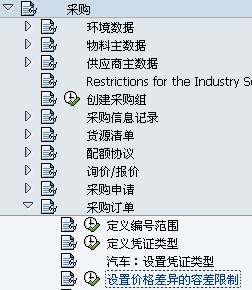 采购
环境数据
物料主数据
供应商主数据
Restrictions for the Industry S
创建采购组
采购信息记录
货源清单
配额协议
询价/报价
采购申请
采购订单
定义编号范围
定义凭证类型
汽车：设置凭证类型
设置价格差异的容差限制